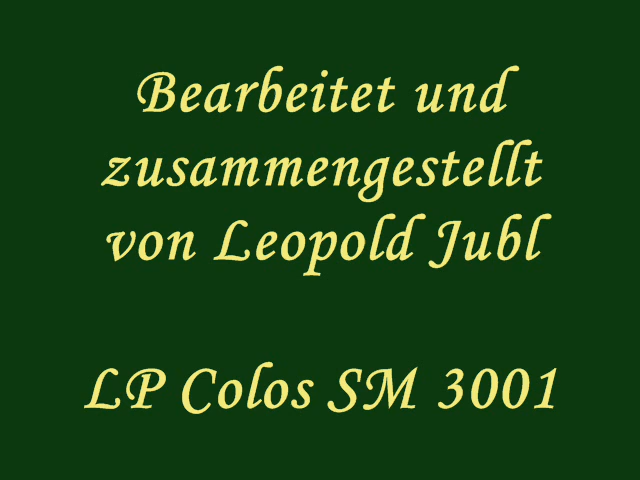 Bearbeitet und
zusammengestellt
von Leopold Jubl
LP Colos SM 3001